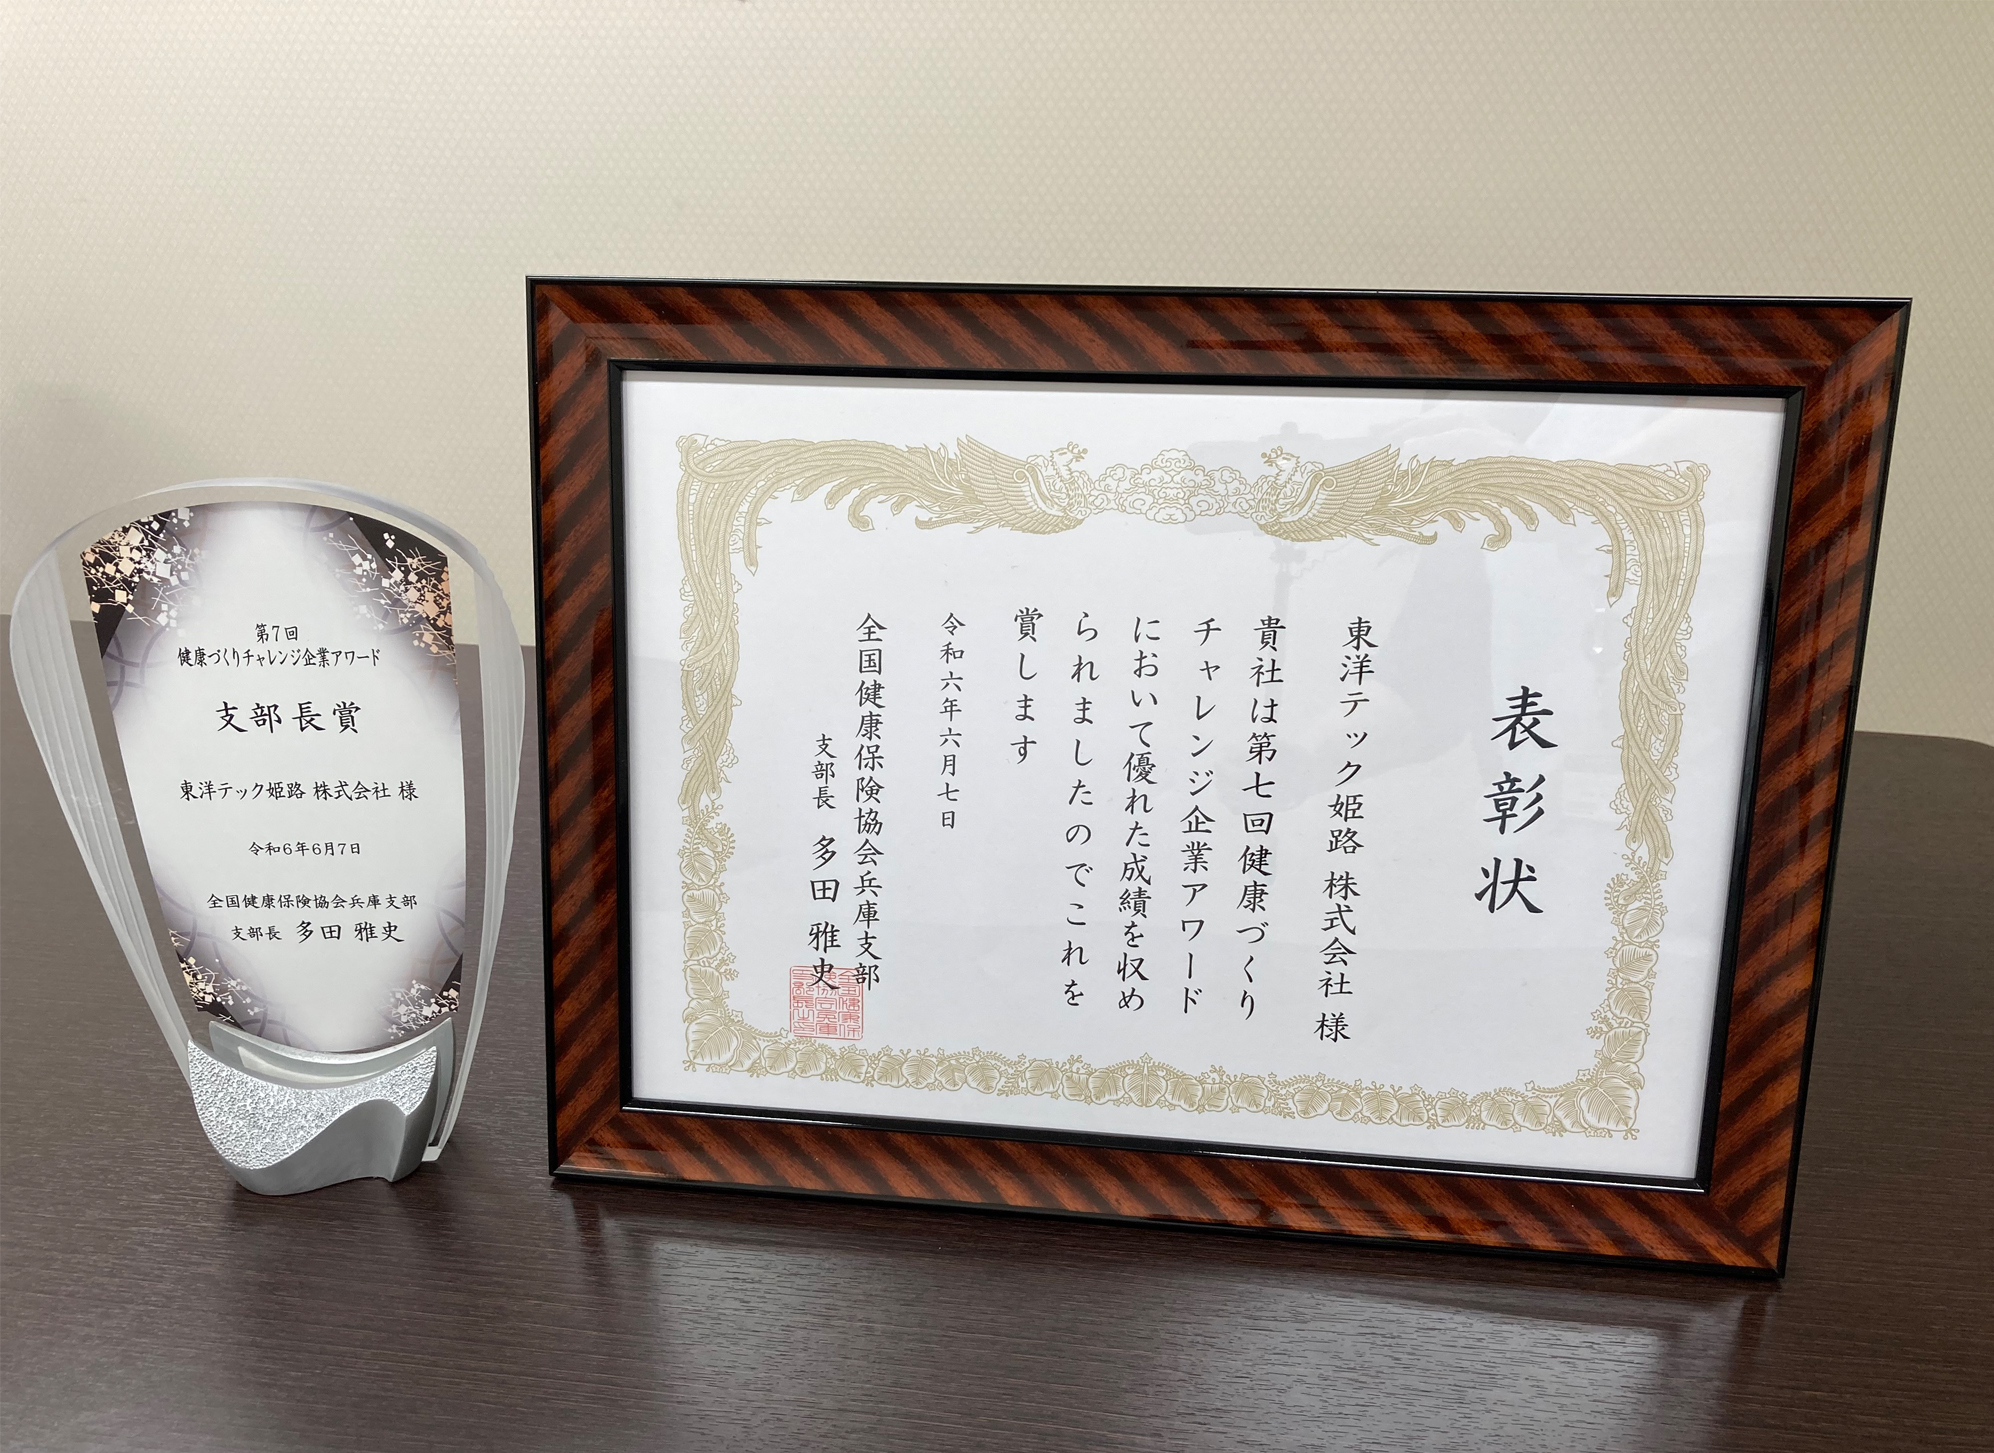 第7回
健康づくりチャレンジ企業アワード
支部長賞
東洋テック姫路 株式会社 様
令和6年6月7日
全国健康保険協会兵庫支部
支部長 多田 雅史
表彰状
東洋テック姫路 株式会社 様
貴社は第七回健康づくり
チャレンジ企業アワード
において優れた成績を収め
られましたのでこれを
賞します
令和六年六月七日
全国健康保険協会兵庫支部
支部長 多田 雅史